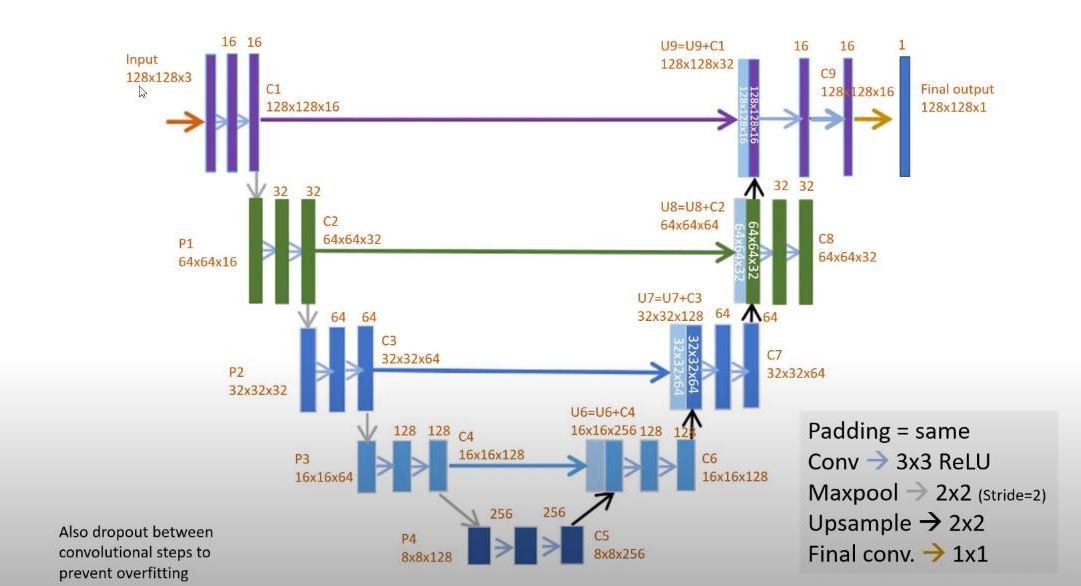 16 16
Input
128x128x3
C1
128x128x16
U9=U9+C1
128x128x32
128x128x16
128x128x16
16
16
C9
128x128x16
1
Final output
128x128x1
32
32
P1
64x64x16
C2
64x64x32
U8=U8+C2
64x64x64
64x64x32
64x64x32
32 32
C8
64x64x32
64 64
P2
32x32x32
C3
32x32x64
U7=U7+C3
32x32x128
32x32x64
32x32x64
64
64
C7
32x32x64
128 128
P3
16x16x64
C4
16x16x128
U6=U6+C4
16x16x256
128
128
C6
16x16x128
256
256
P4
8x8x128
C5
8x8x256
Also dropout between
convolutional steps to
prevent overfitting
Padding = same
Conv → 3x3 ReLU
Maxpool → 2x2 (Stride=2)
Upsample → 2x2
Final conv. → 1x1